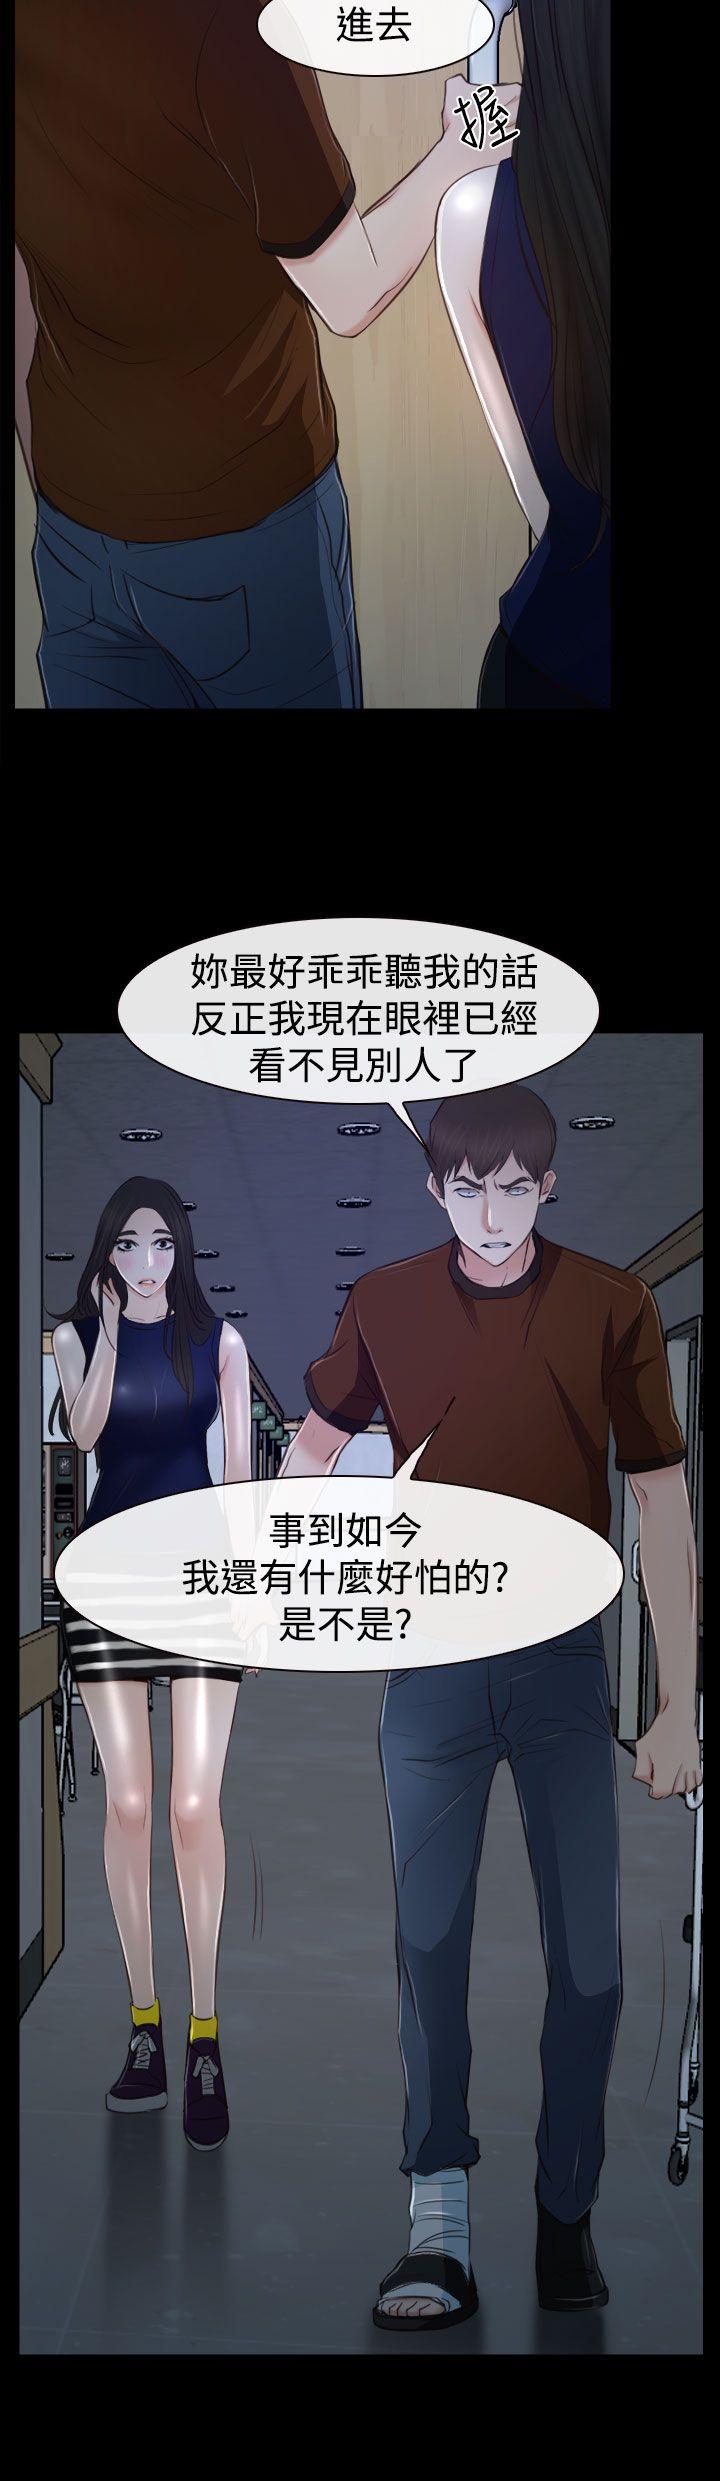 進去
握
妳最好乖乖聽我的話
反正我現在眼裡已經
看不見別人了
事到如今
我還有什麼好怕的?
是不是?